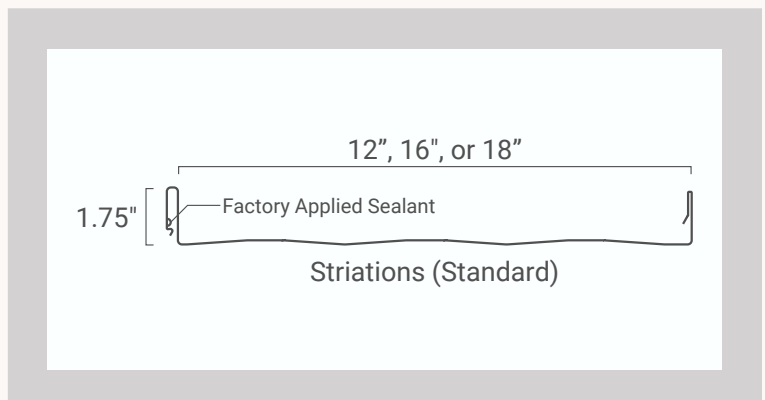 12”, 16", or 18”
1.75"
Factory Applied Sealant
Striations (Standard)